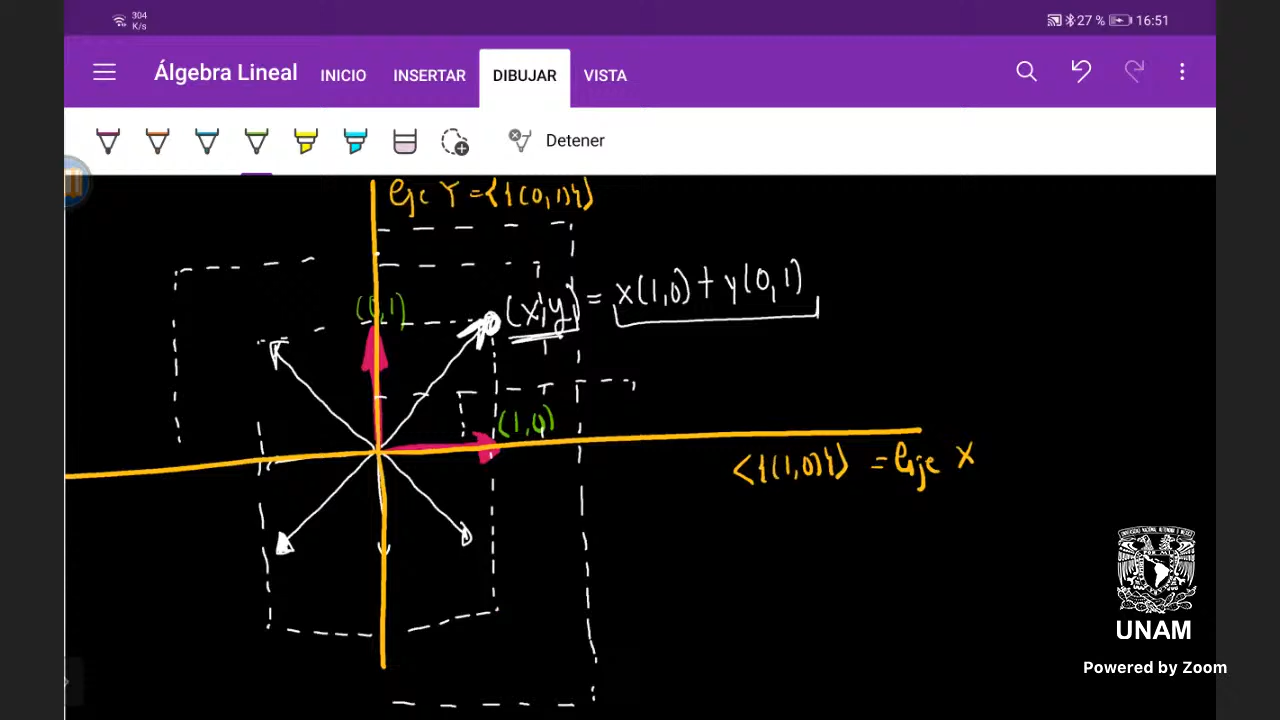 304
K/s
27 % 16:51
Álgebra Lineal INICIO INSERTAR DIBUJAR VISTA
Detener
Eje Y = <{(0,1)}>
(x,y) = x(1,0) + y(0,1)
(0,1)
(1,0)
<{(1,0)}> = Eje X
UNAM
Powered by Zoom